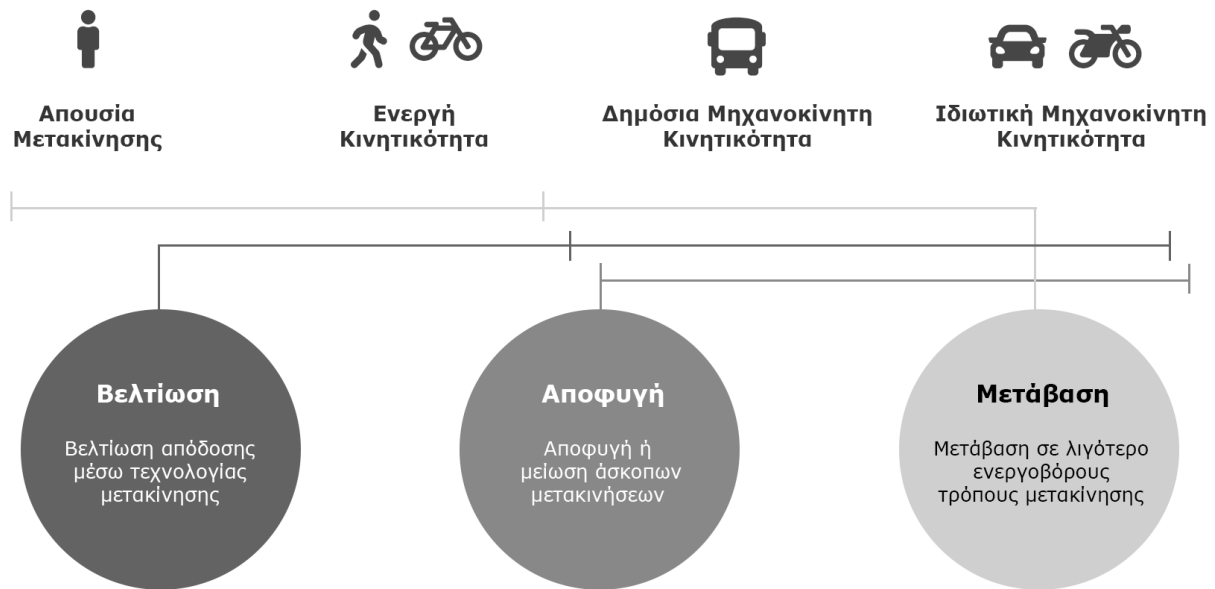 Απουσία
Μετακίνησης
Ενεργή
Κινητικότητα
Δημόσια Μηχανοκίνητη
Κινητικότητα
Ιδιωτική Μηχανοκίνητη
Κινητικότητα
Βελτίωση
Βελτίωση απόδοσης
μέσω τεχνολογίας
μετακίνησης
Αποφυγή
Αποφυγή ή
μείωση άσκοπων
μετακινήσεων
Μετάβαση
Μετάβαση σε λιγότερο
ενεργοβόρους
τρόπους μετακίνησης